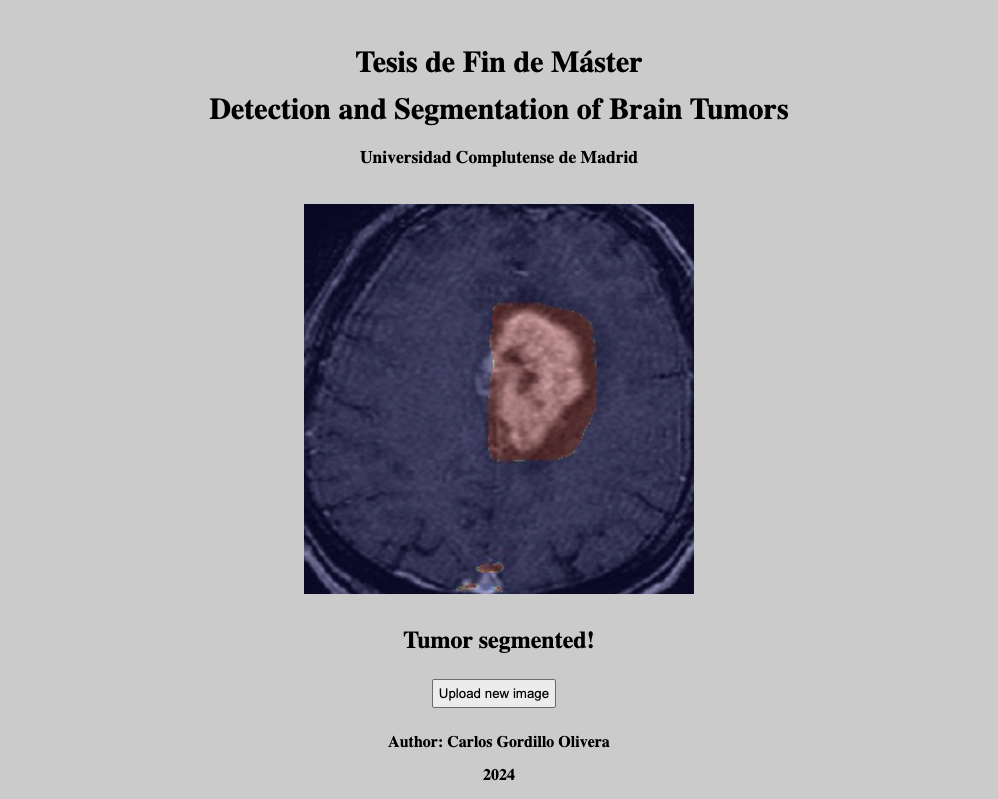 Tesis de Fin de Máster
Detection and Segmentation of Brain Tumors
Universidad Complutense de Madrid
Tumor segmented!
Upload new image
Author: Carlos Gordillo Olivera
2024